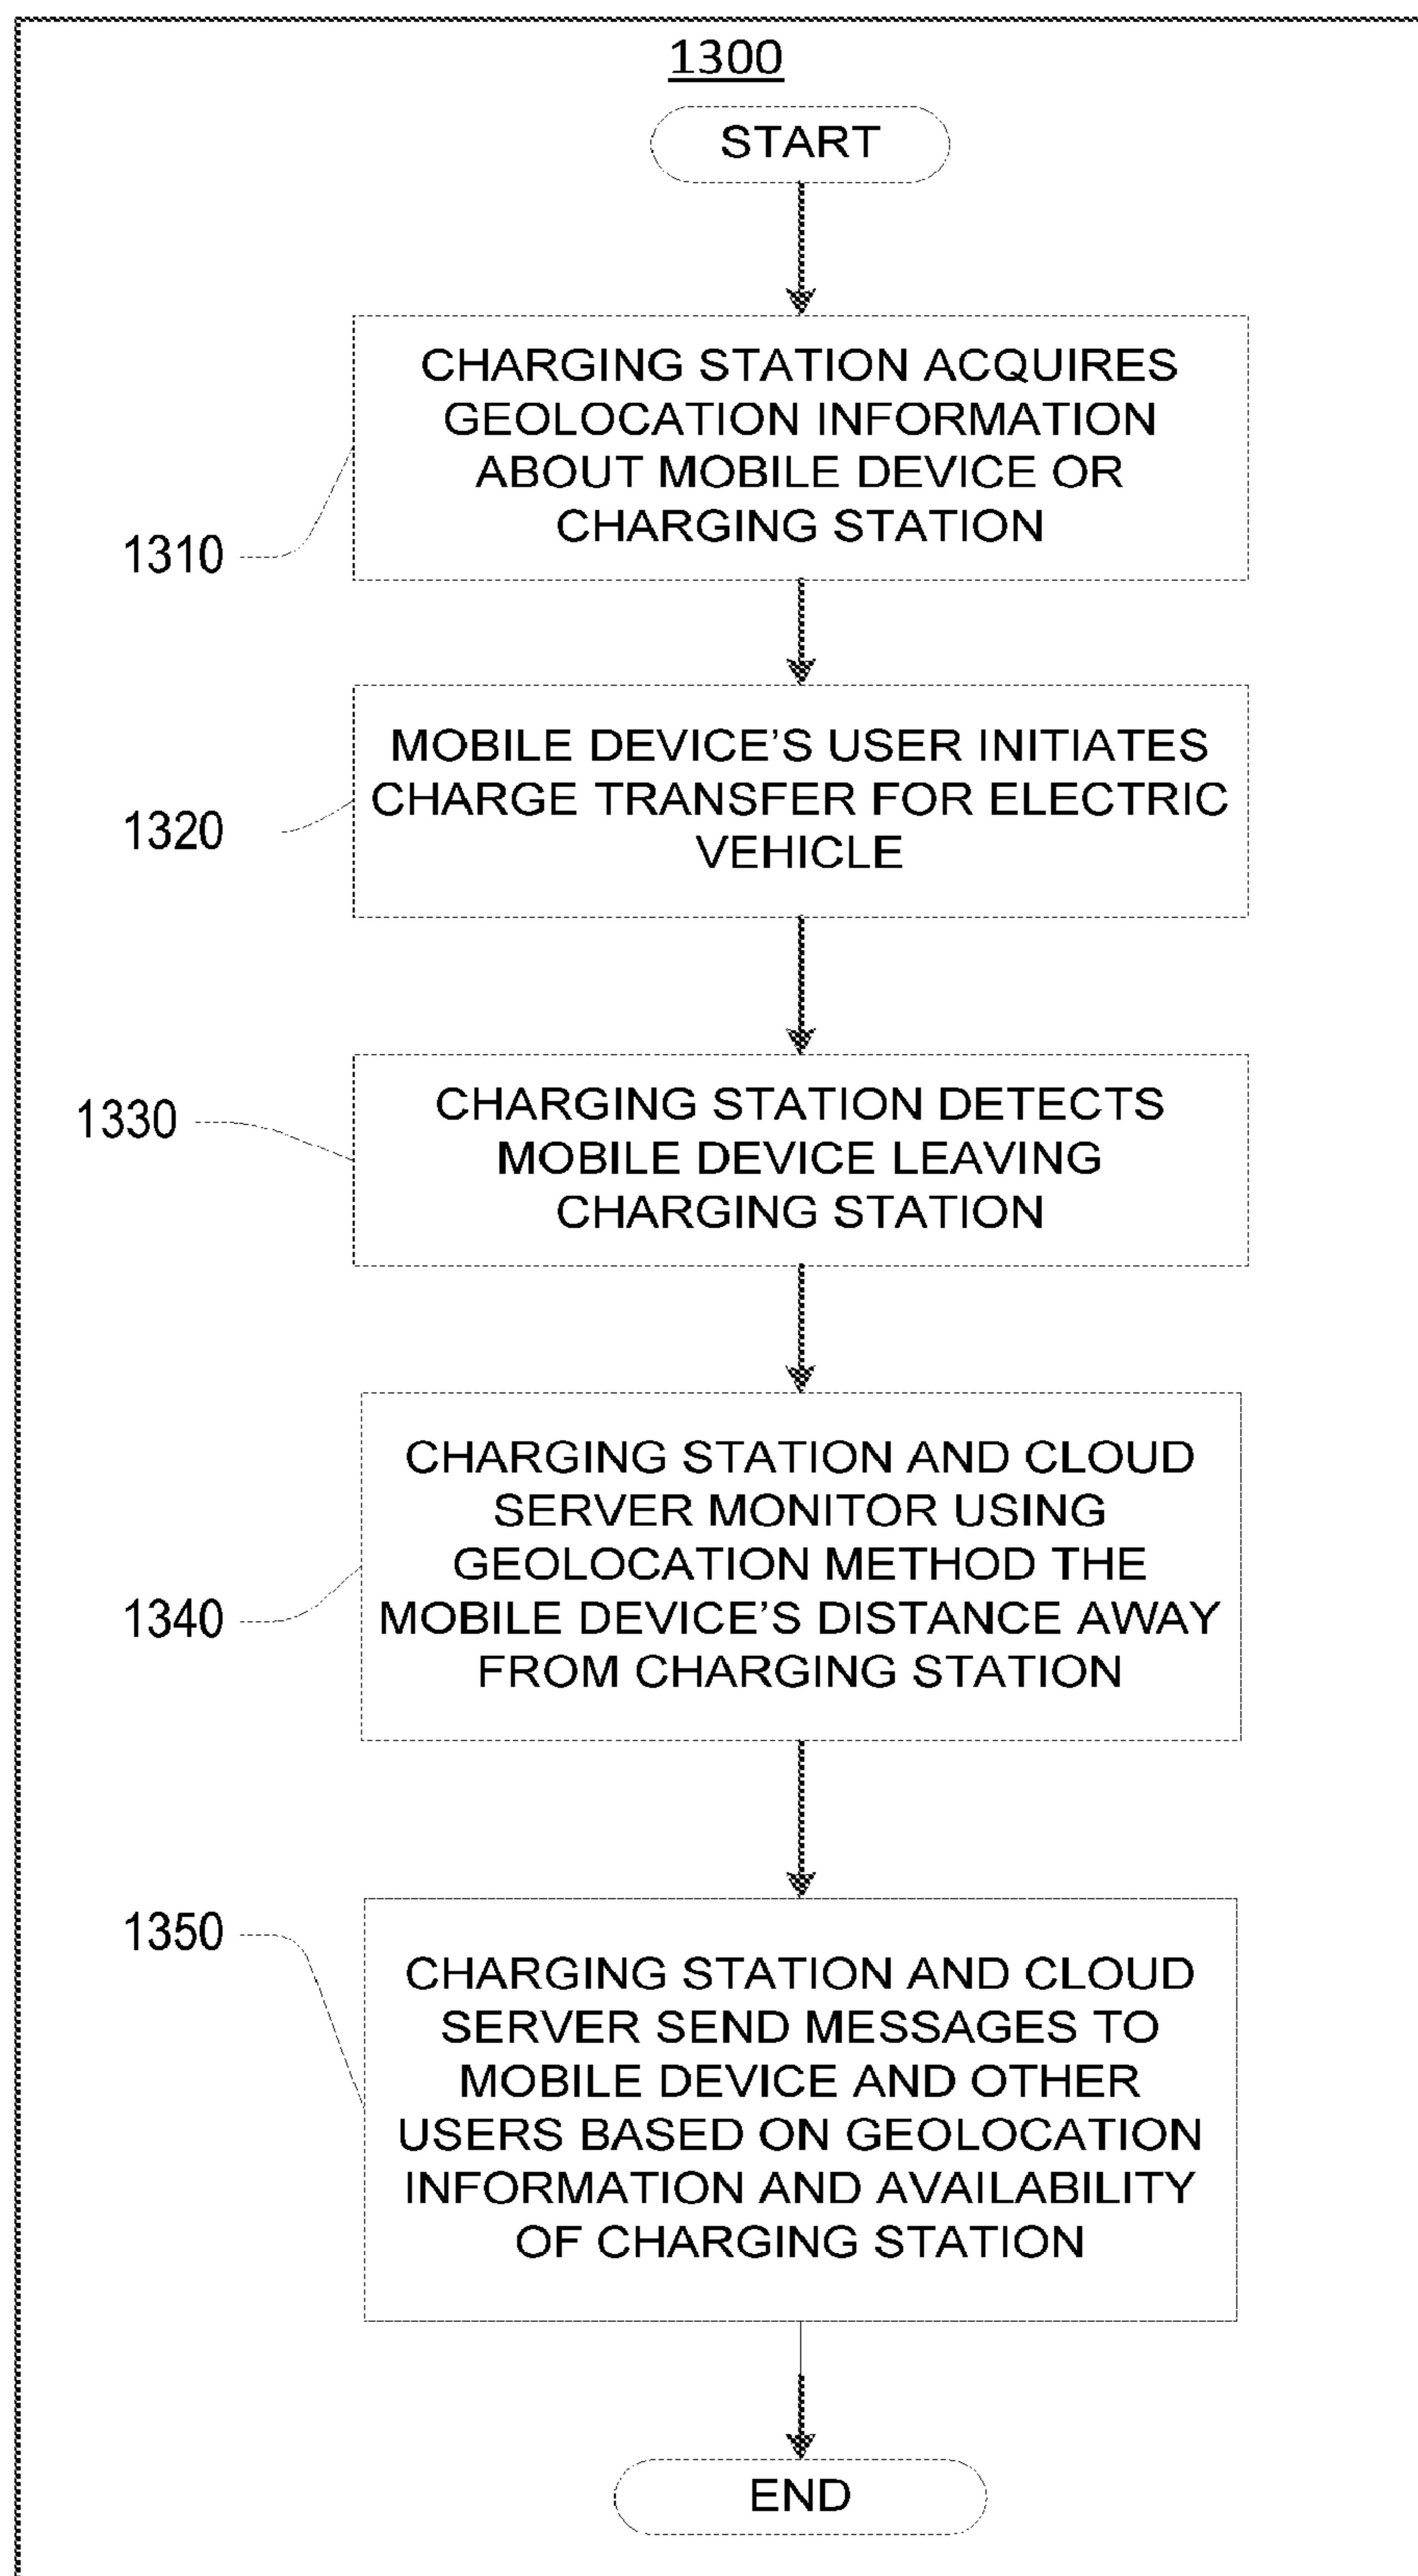 1300
START
CHARGING STATION ACQUIRES
GEOLOCATION INFORMATION
ABOUT MOBILE DEVICE OR
CHARGING STATION
1310
MOBILE DEVICE’S USER INITIATES
CHARGE TRANSFER FOR ELECTRIC
VEHICLE
1320
CHARGING STATION DETECTS
MOBILE DEVICE LEAVING
CHARGING STATION
1330
CHARGING STATION AND CLOUD
SERVER MONITOR USING
GEOLOCATION METHOD THE
MOBILE DEVICE’S DISTANCE AWAY
FROM CHARGING STATION
1340
CHARGING STATION AND CLOUD
SERVER SEND MESSAGES TO
MOBILE DEVICE AND OTHER
USERS BASED ON GEOLOCATION
INFORMATION AND AVAILABILITY
OF CHARGING STATION
1350
END